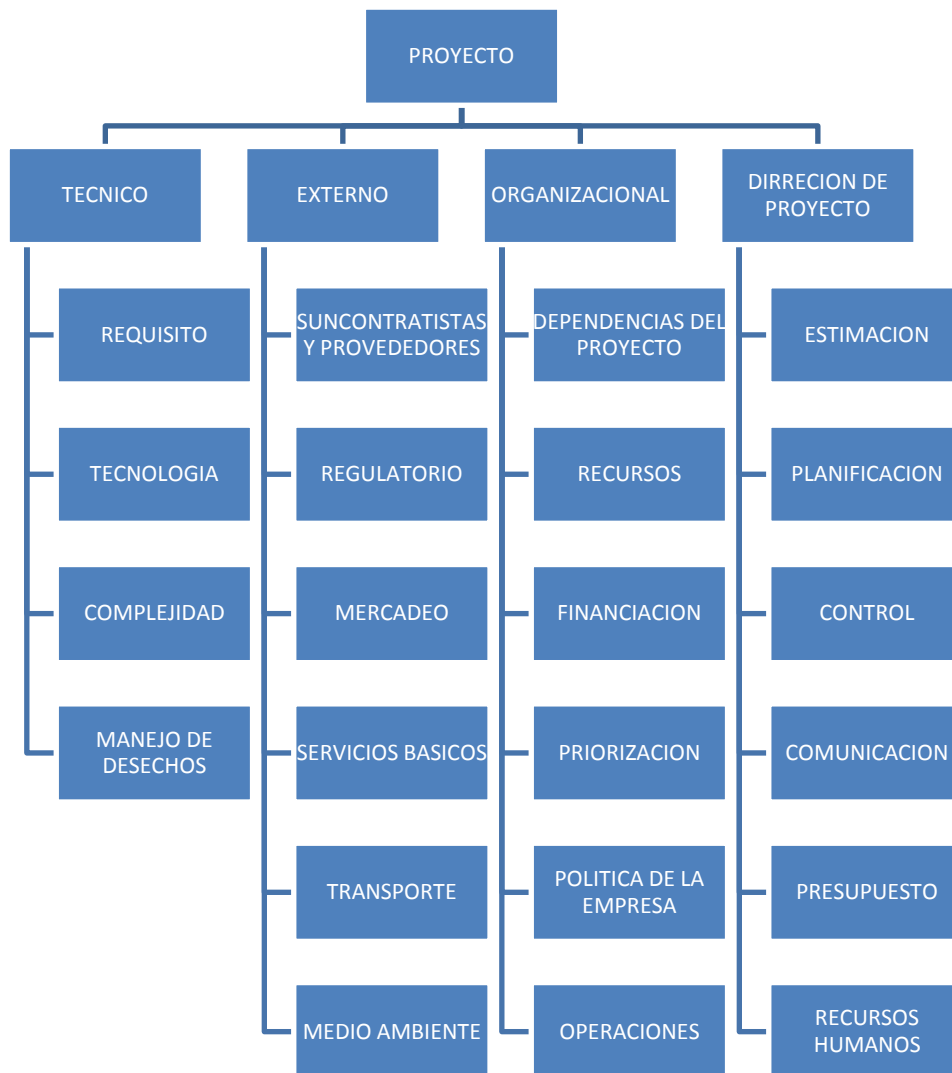 PROYECTO
TECNICO
EXTERNO
ORGANIZACIONAL
DIRRECION DE
PROYECTO
REQUISITO
SUNCONTRATISTAS
Y PROVEDEDORES
DEPENDENCIAS DEL
PROYECTO
ESTIMACION
TECNOLOGIA
REGULATORIO
RECURSOS
PLANIFICACION
COMPLEJIDAD
MERCADEO
FINANCIACION
CONTROL
MANEJO DE
DESECHOS
SERVICIOS BASICOS
PRIORIZACION
COMUNICACION
TRANSPORTE
POLITICA DE LA
EMPRESA
PRESUPUESTO
MEDIO AMBIENTE
OPERACIONES
RECURSOS
HUMANOS